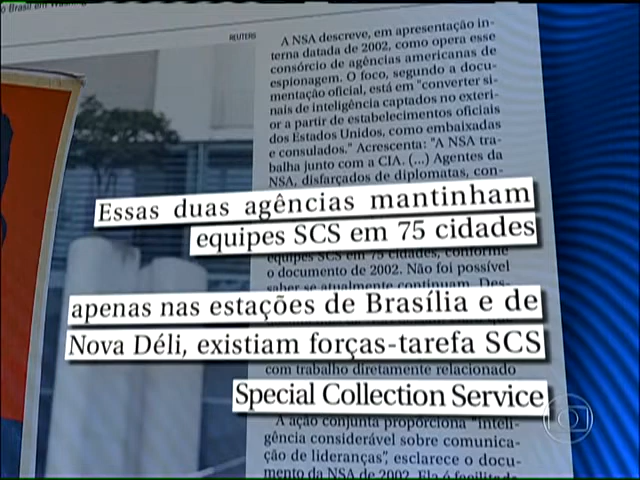 o Brasil em
REUTERS
A NSA descreve, em apresentação in-
terna datada de 2002, como opera esse
consórcio de agências americanas de
espionagem. O foco, segundo a docu-
mentação oficial, está em "converter si-
nais de inteligência captados no exteri-
or a partir de estabelecimentos oficiais
dos Estados Unidos, como embaixadas
e consulados." Acrescenta: "A NSA tra-
balha junto com a CIA. (...) Agentes da
NSA, disfarçados de diplomatas, con-
Essas duas agências mantinham
equipes SCS em 75 cidades
equipes SCS em 75 cidades, conforme
o documento de 2002. Não foi possível
saber se atualmente continuam. Des-
apenas nas estações de Brasília e de
Nova Déli, existiam forças-tarefa SCS
com trabalho diretamente relacionado
Special Collection Service
A ação conjunta proporciona "inteli-
gência considerável sobre comunica-
ção de lideranças", esclarece o docu-
mento da NSA de 2002. Ela é facilitada